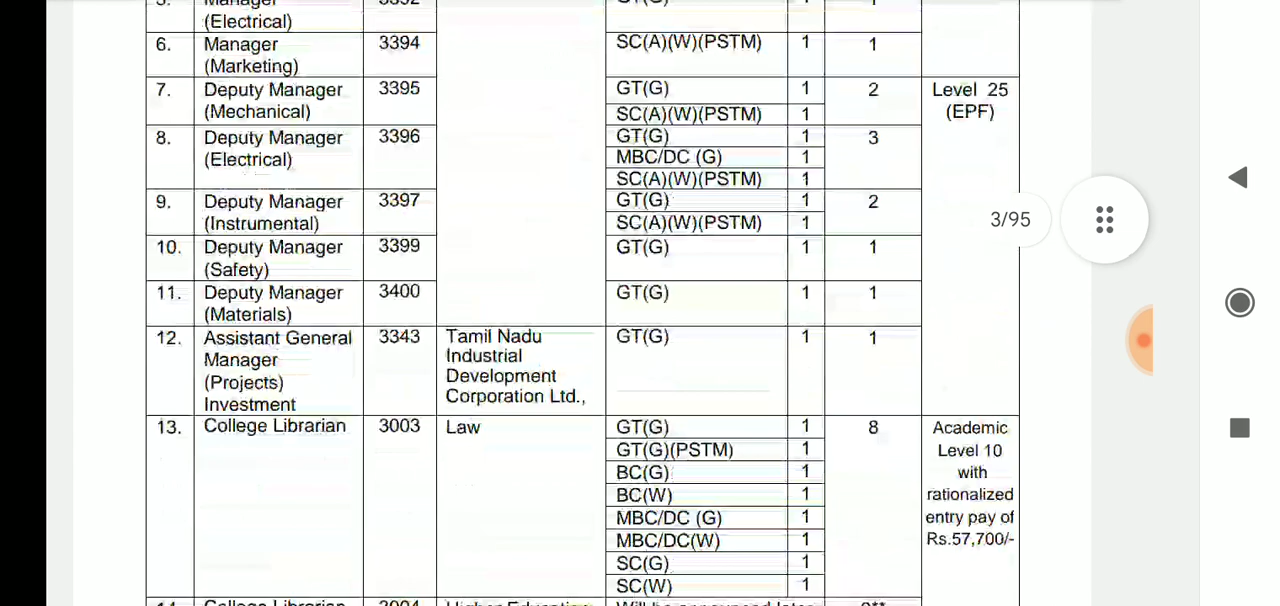 (Electrical)
6. Manager 3394 SC(A)(W)(PSTM) 1 1
(Marketing)
7. Deputy Manager 3395 GT(G) 1 2 Level 25
(Mechanical) SC(A)(W)(PSTM) 1 (EPF)
8. Deputy Manager 3396 GT(G) 1 3
(Electrical) MBC/DC (G) 1
SC(A)(W)(PSTM) 1
9. Deputy Manager 3397 GT(G) 1 2
(Instrumental) SC(A)(W)(PSTM) 1
3/95
10. Deputy Manager 3399 GT(G) 1 1
(Safety)
11. Deputy Manager 3400 GT(G) 1 1
(Materials)
12. Assistant General 3343 Tamil Nadu GT(G) 1 1
Manager Industrial
(Projects) Development
Investment Corporation Ltd.,
13. College Librarian 3003 Law GT(G) 1 8 Academic
GT(G)(PSTM) 1 Level 10
BC(G) 1 with
BC(W) 1 rationalized
MBC/DC (G) 1 entry pay of
MBC/DC(W) 1 Rs.57,700/-
SC(G) 1
SC(W) 1